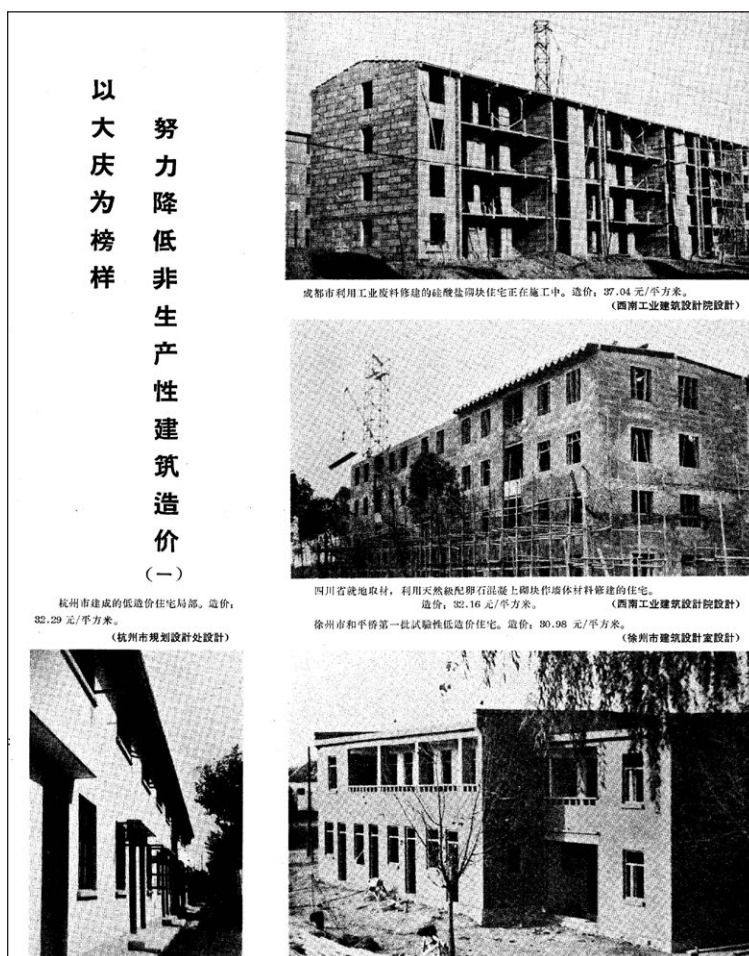 以大庆为榜样
努力降低非生产性建筑造价
(一)
成都市利用工业废料修建的硅酸盐砌块住宅正在施工中。造价：37.04 元/平方米。
(西南工业建筑設計院設計)
四川省就地取材，利用天然級配卵石混凝土砌块作墙体材料修建的住宅。
造价：32.16 元/平方米。 (西南工业建筑設計院設計)
杭州市建成的低造价住宅局部。造价：
32.29 元/平方米。
(杭州市規划設計处設計)
徐州市和平桥第一批試驗性低造价住宅。造价：30.98 元/平方米。
(徐州市建筑設計室設計)